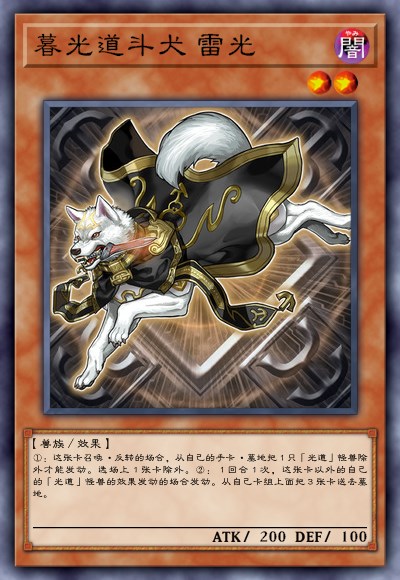 暮光道斗犬 雷光
やみ
闇
【兽族／效果】
①：这张卡召唤·反转的场合，从自己的手卡·墓地把1只「光道」怪兽除
外才能发动。选场上1张卡除外。②：1回合1次，这张卡以外的自己的
「光道」怪兽的效果发动的场合发动。从自己卡组上面把3张卡送去墓
地。
ATK/ 200 DEF/ 100